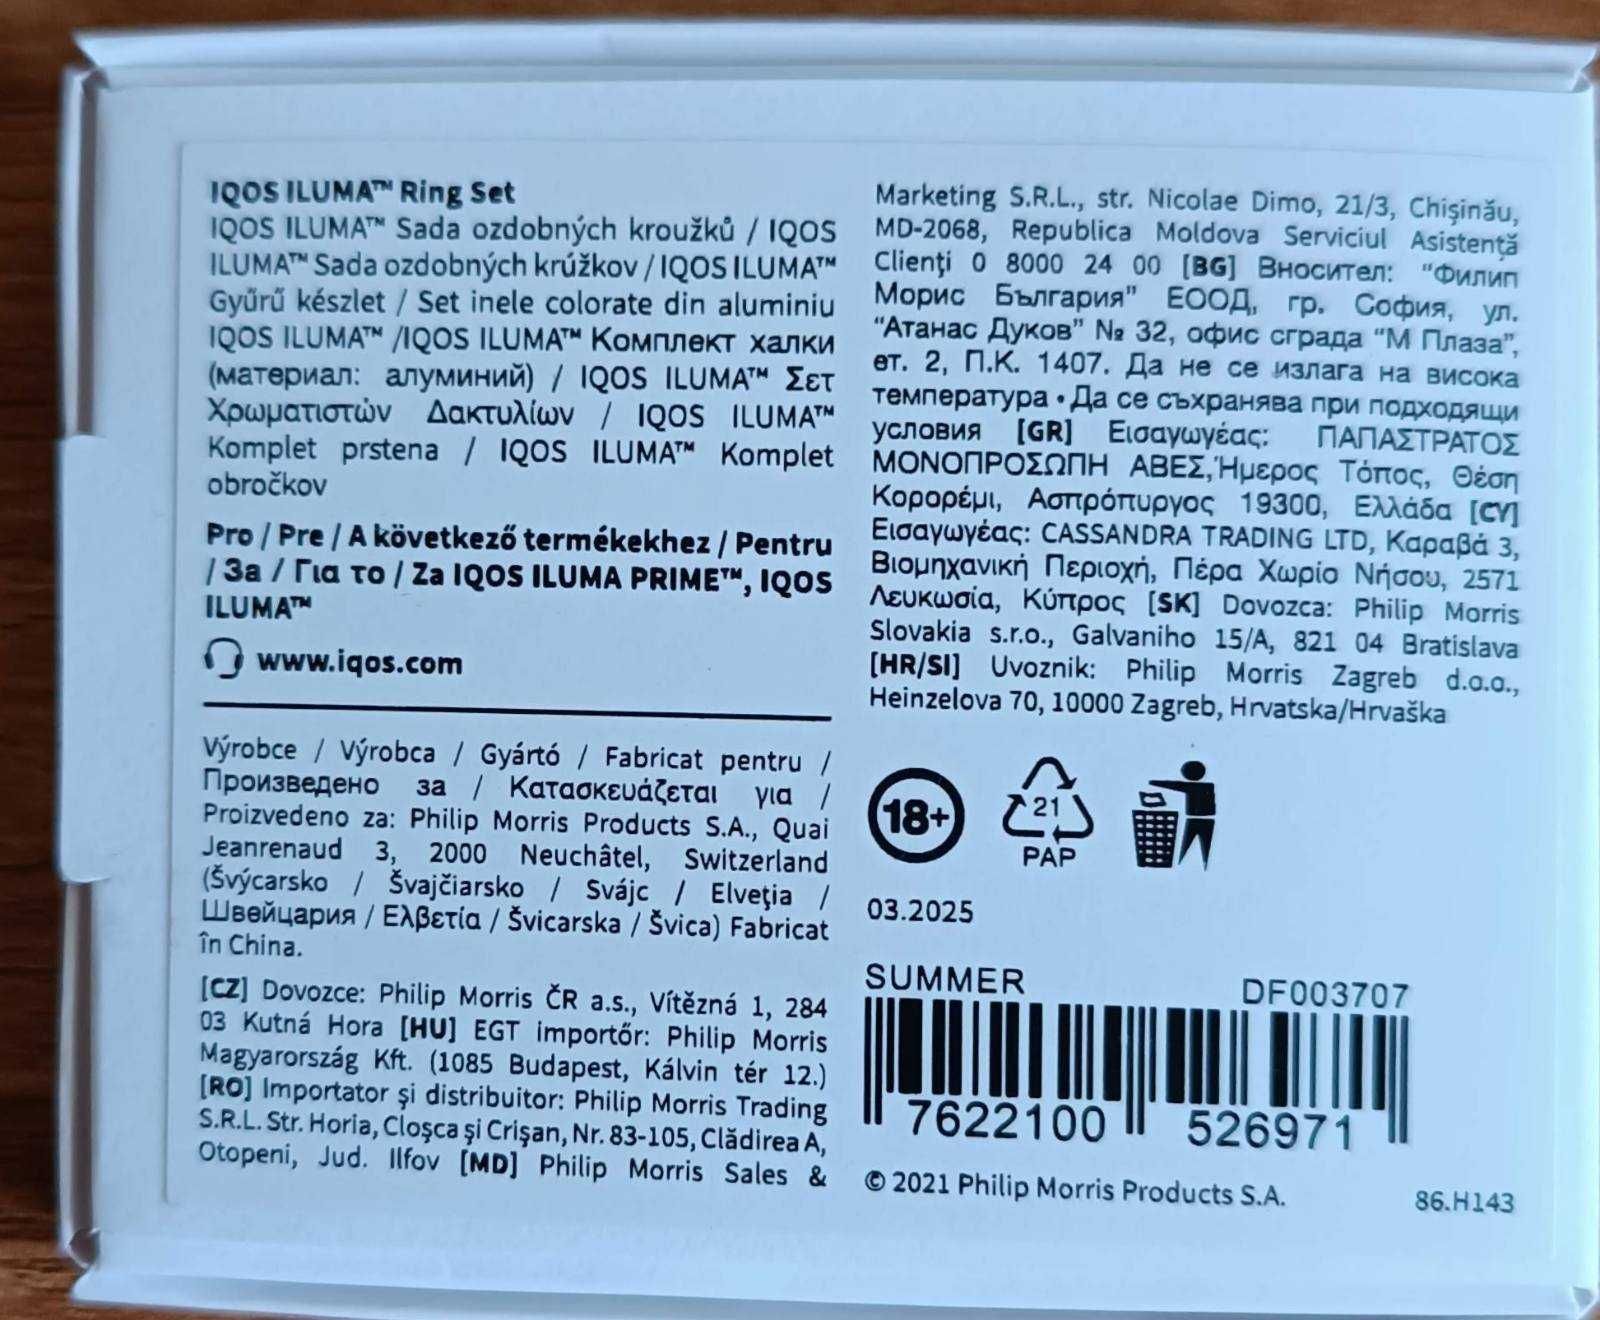 IQOS ILUMA™ Ring Set
IQOS ILUMA™ Sada ozdobných kroužků / IQOS
ILUMA™ Sada ozdobných krúžkov / IQOS ILUMA™
Gyűrű készlet / Set inele colorate din aluminiu
IQOS ILUMA™ /IQOS ILUMA™ Комплект халки
(материал: алуминий) / IQOS ILUMA™ Σετ
Χρωματιστών Δακτυλίων / IQOS ILUMA™
Komplet prstena / IQOS ILUMA™ Komplet
obročkov
Pro / Pre / A következő termékekhez / Pentru
/ За / Για το / Za IQOS ILUMA PRIME™, IQOS
ILUMA™
www.iqos.com
Výrobce / Výrobca / Gyártó / Fabricat pentru /
Произведено за / Κατασκευάζεται για /
Proizvedeno za: Philip Morris Products S.A., Quai
Jeanrenaud 3, 2000 Neuchâtel, Switzerland
(Švýcarsko / Švajčiarsko / Svájc / Elveţia /
Швейцария / Ελβετία / Švicarska / Švica) Fabricat
în China.
[CZ] Dovozce: Philip Morris ČR a.s., Vítězná 1, 284
03 Kutná Hora [HU] EGT importőr: Philip Morris
Magyarország Kft. (1085 Budapest, Kálvin tér 12.)
[RO] Importator şi distribuitor: Philip Morris Trading
S.R.L. Str. Horia, Cloşca şi Crişan, Nr. 83-105, Clădirea A,
Otopeni, Jud. Ilfov [MD] Philip Morris Sales &
Marketing S.R.L., str. Nicolae Dimo, 21/3, Chişinău,
MD-2068, Republica Moldova Serviciul Asistenţă
Clienţi 0 8000 24 00 [BG] Вносител: "Филип
Морис България" ЕООД, гр. София, ул.
"Атанас Дуков" № 32, офис сграда "М Плаза",
ет. 2, П.К. 1407. Да не се излага на висока
температура • Да се съхранява при подходящи
условия [GR] Εισαγωγέας: ΠΑΠΑΣΤΡΑΤΟΣ
ΜΟΝΟΠΡΟΣΩΠΗ ΑΒΕΣ, Ήμερος Τόπος, Θέση
Κορορέμι, Ασπρόπυργος 19300, Ελλάδα [CY]
Εισαγωγέας: CASSANDRA TRADING LTD, Καραβά 3,
Βιομηχανική Περιοχή, Πέρα Χωρίο Νήσου, 2571
Λευκωσία, Κύπρος [SK] Dovozca: Philip Morris
Slovakia s.r.o., Galvaniho 15/A, 821 04 Bratislava
[HR/SI] Uvoznik: Philip Morris Zagreb d.o.o.,
Heinzelova 70, 10000 Zagreb, Hrvatska/Hrvaška
18+
21
PAP
03.2025
SUMMER DF003707
7622100 526971
© 2021 Philip Morris Products S.A.
86.H143